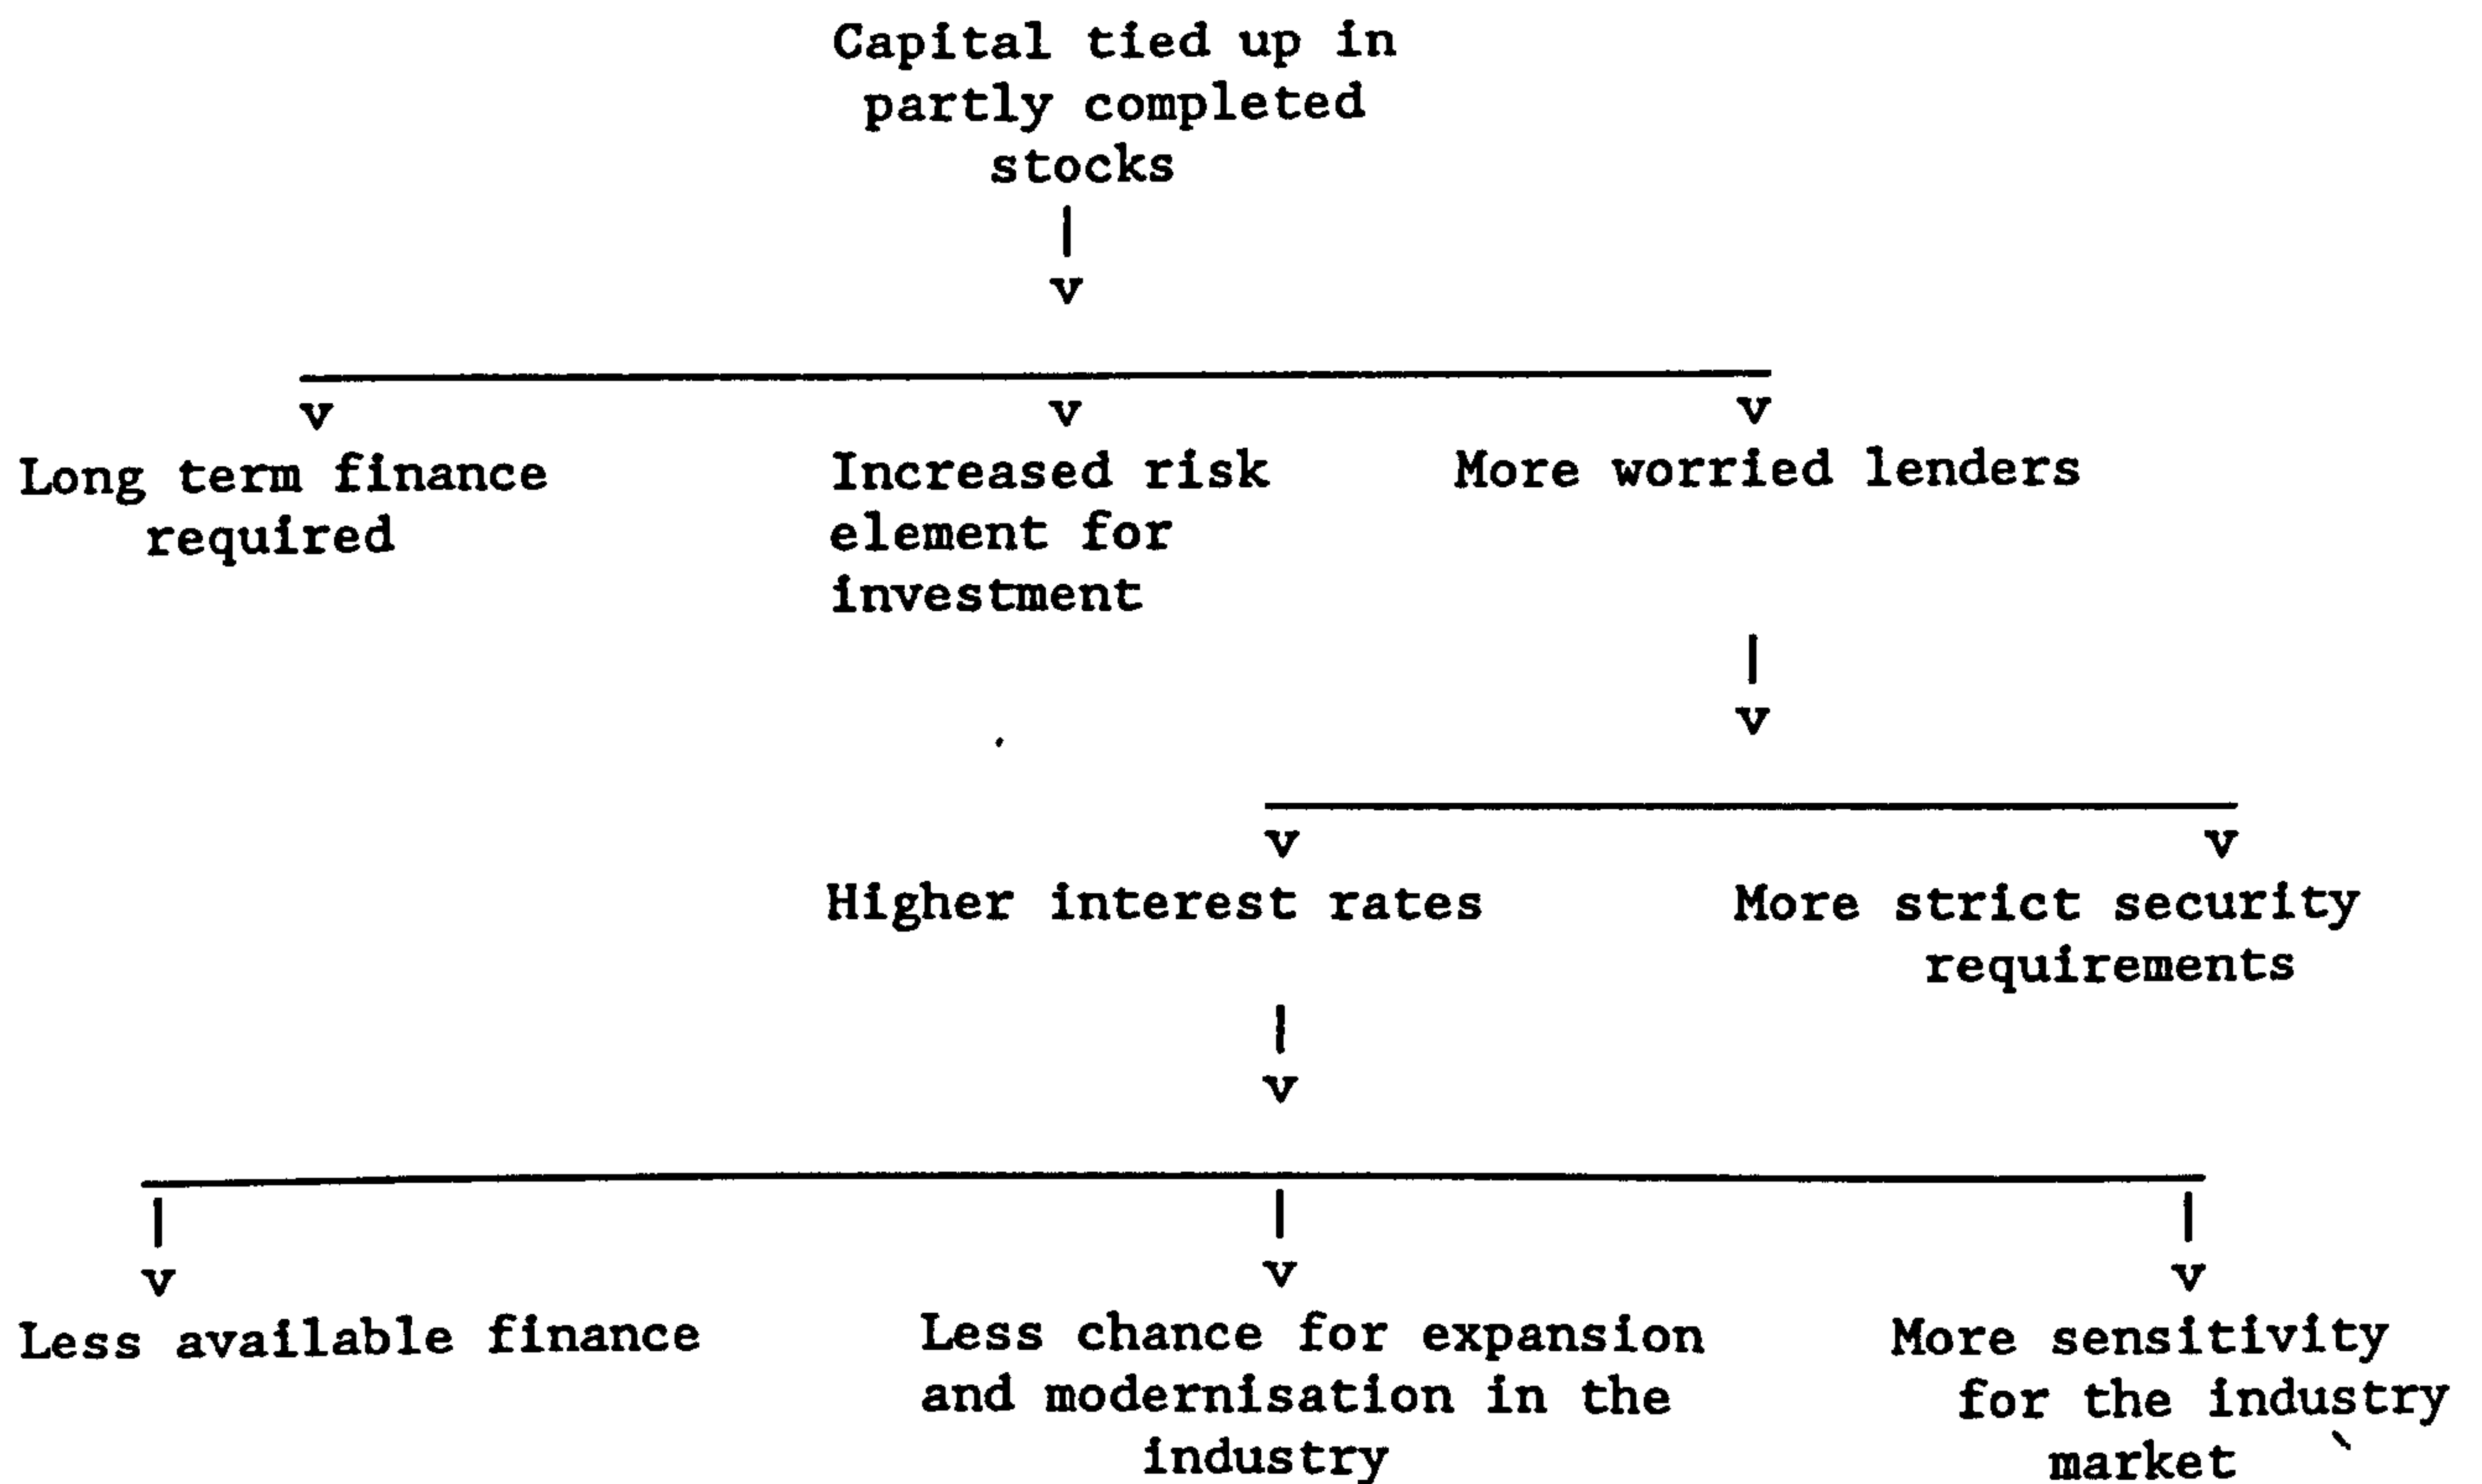 Capital tied up in
partly completed
stocks
Long term finance
required
Increased risk
element for
investment
More worried lenders
Higher interest rates
More strict security
requirements
Less available finance
Less chance for expansion
and modernisation in the
industry
More sensitivity
for the industry
market